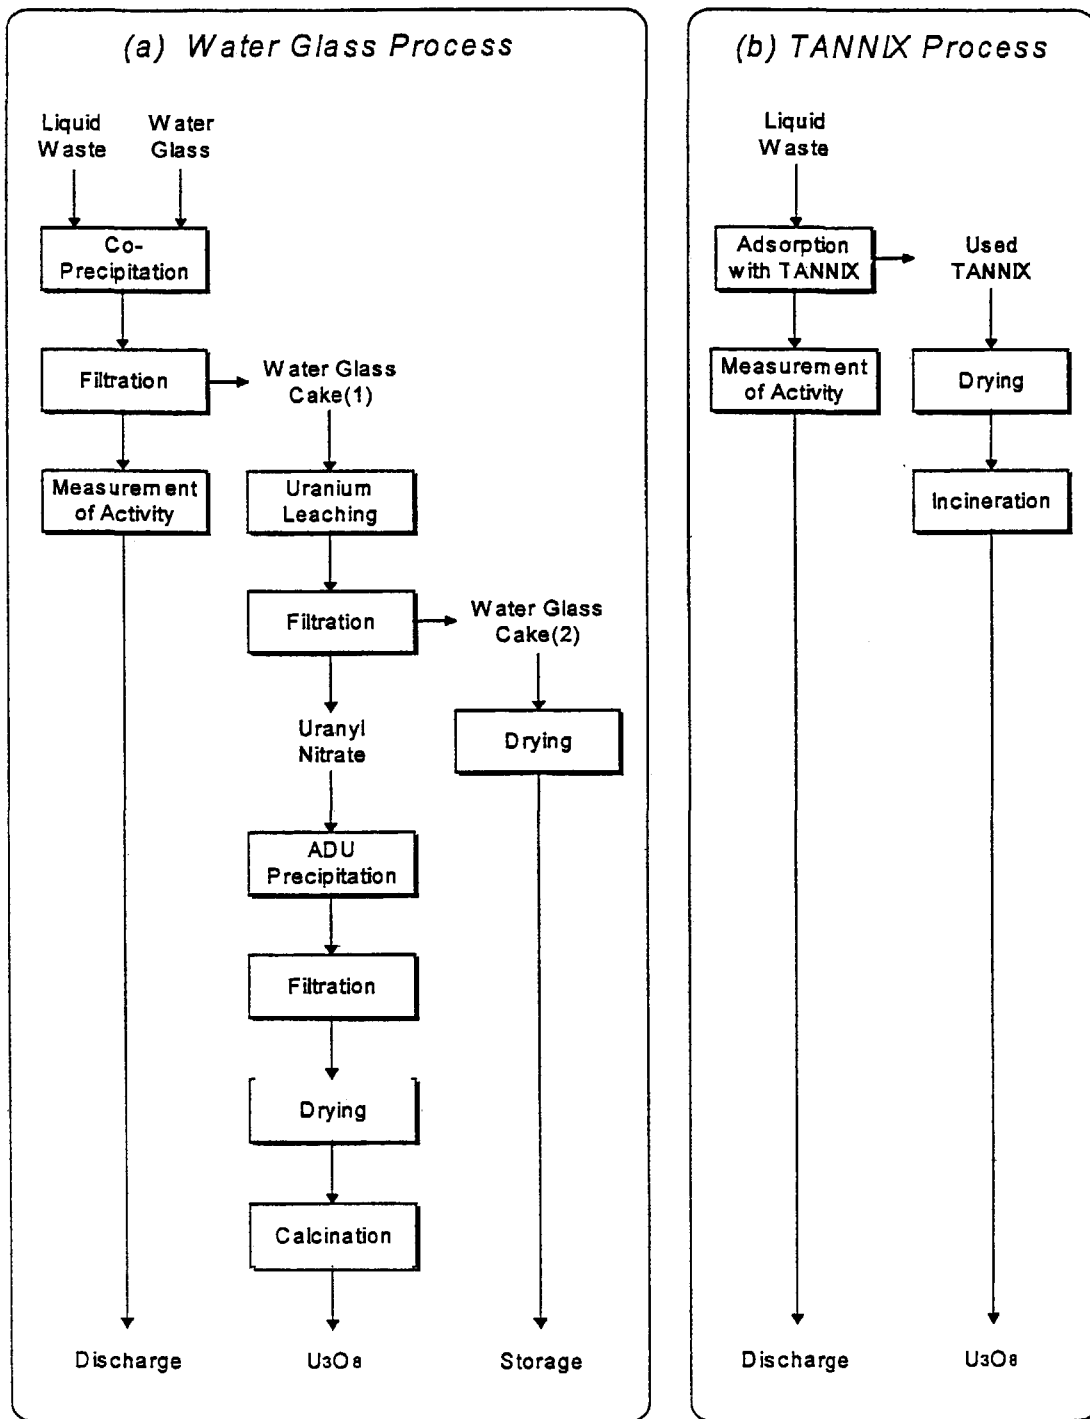 (a) Water Glass Process
Liquid
Waste
Water
Glass
Co-
Precipitation
Filtration
Water Glass
Cake(1)
Measurement
of Activity
Uranium
Leaching
Filtration
Water Glass
Cake(2)
Uranyl
Nitrate
Drying
ADU
Precipitation
Filtration
Drying
Calcination
Discharge
U3O8
Storage
(b) TANNIX Process
Liquid
Waste
Adsorption
with TANNIX
Used
TANNIX
Measurement
of Activity
Drying
Incineration
Discharge
U3O8